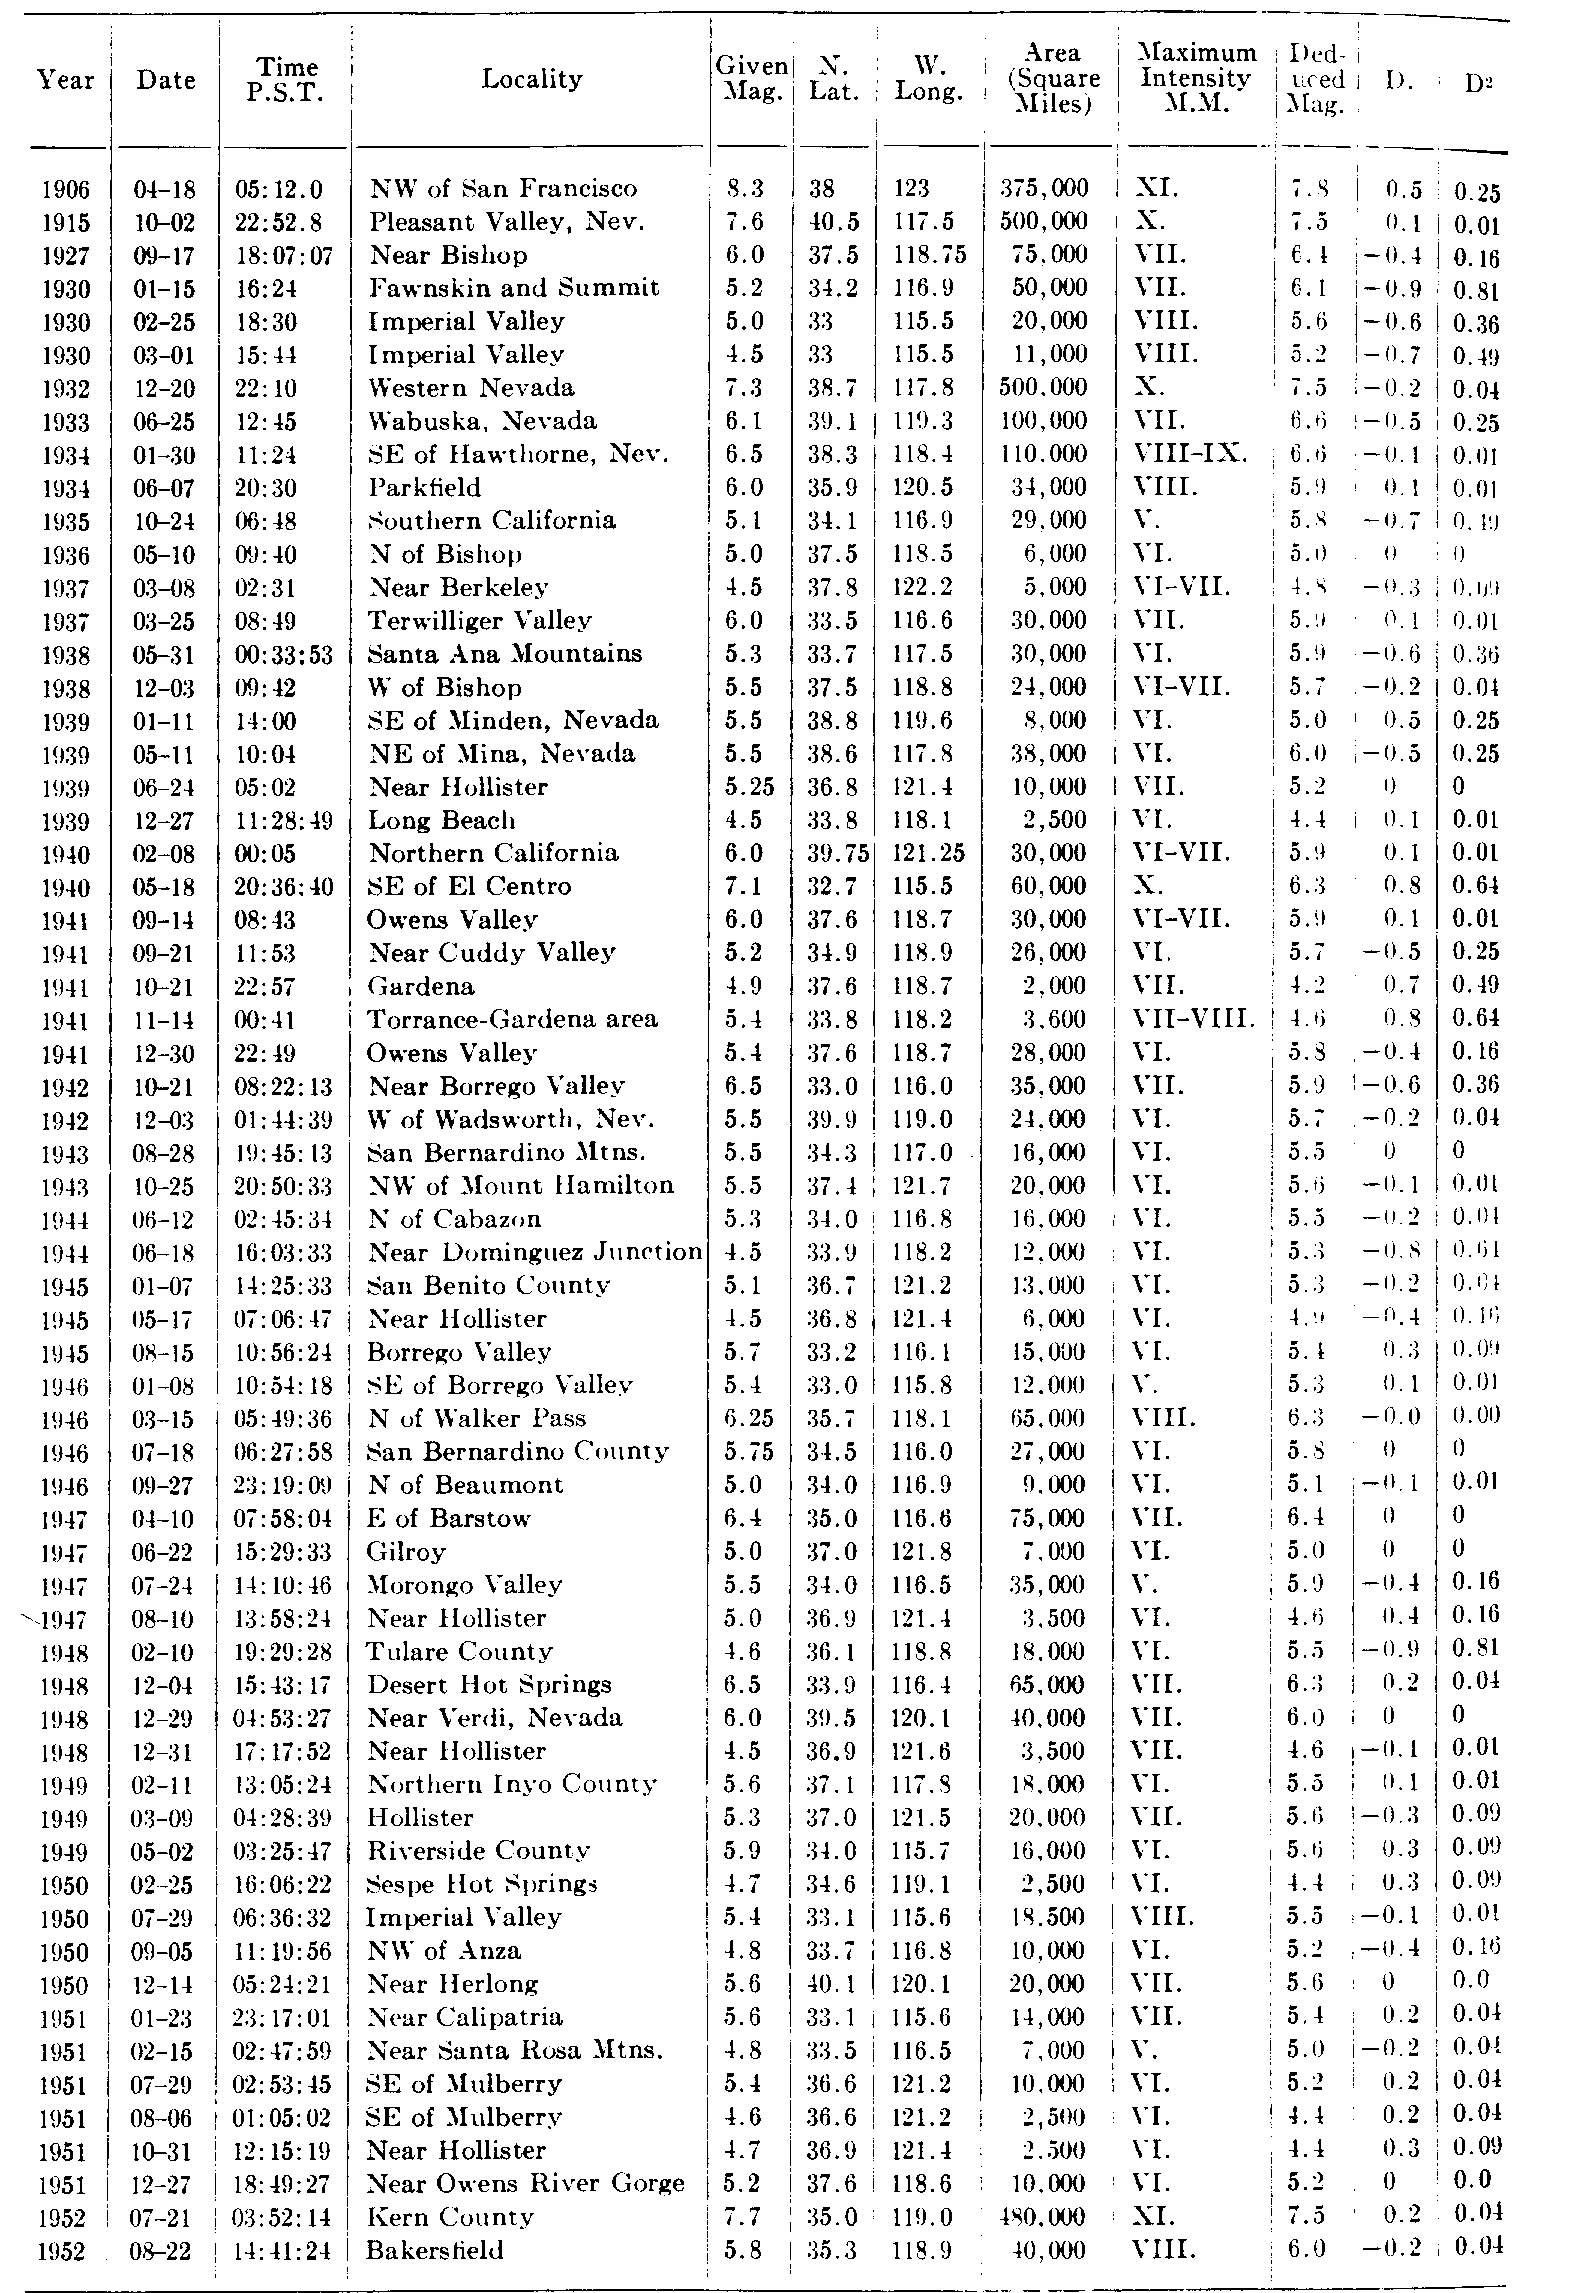 Year Date Time P.S.T. Locality Given Mag. N. Lat. W. Long. Area (Square Miles) Maximum Intensity M.M. Ded-uced Mag. D. D²
1906 04-18 05:12.0 NW of San Francisco 8.3 38 123 375,000 XI. 7.8 0.5 0.25
1915 10-02 22:52.8 Pleasant Valley, Nev. 7.6 40.5 117.5 500,000 X. 7.5 0.1 0.01
1927 09-17 18:07:07 Near Bishop 6.0 37.5 118.75 75,000 VII. 6.4 -0.4 0.16
1930 01-15 16:24 Fawnskin and Summit 5.2 34.2 116.9 50,000 VII. 6.1 -0.9 0.81
1930 02-25 18:30 Imperial Valley 5.0 33 115.5 20,000 VIII. 5.6 -0.6 0.36
1930 03-01 15:44 Imperial Valley 4.5 33 115.5 11,000 VIII. 5.2 -0.7 0.49
1932 12-20 22:10 Western Nevada 7.3 38.7 117.8 500,000 X. 7.5 -0.2 0.04
1933 06-25 12:45 Wabuska, Nevada 6.1 39.1 119.3 100,000 VII. 6.6 -0.5 0.25
1934 01-30 11:24 SE of Hawthorne, Nev. 6.5 38.3 118.4 110,000 VIII-IX. 6.6 -0.1 0.01
1934 06-07 20:30 Parkfield 6.0 35.9 120.5 34,000 VIII. 5.9 0.1 0.01
1935 10-24 06:48 Southern California 5.1 34.1 116.9 29,000 V. 5.8 -0.7 0.49
1936 05-10 09:40 N of Bishop 5.0 37.5 118.5 6,000 VI. 5.0 0 0
1937 03-08 02:31 Near Berkeley 4.5 37.8 122.2 5,000 VI-VII. 4.8 -0.3 0.09
1937 03-25 08:49 Terwilliger Valley 6.0 33.5 116.6 30,000 VII. 5.9 0.1 0.01
1938 05-31 00:33:53 Santa Ana Mountains 5.3 33.7 117.5 30,000 VI. 5.9 -0.6 0.36
1938 12-03 09:42 W of Bishop 5.5 37.5 118.8 24,000 VI-VII. 5.7 -0.2 0.04
1939 01-11 14:00 SE of Minden, Nevada 5.5 38.8 119.6 8,000 VI. 5.0 0.5 0.25
1939 05-11 10:04 NE of Mina, Nevada 5.5 38.6 117.8 38,000 VI. 6.0 -0.5 0.25
1939 06-24 05:02 Near Hollister 5.25 36.8 121.4 10,000 VII. 5.2 0 0
1939 12-27 11:28:49 Long Beach 4.5 33.8 118.1 2,500 VI. 4.4 0.1 0.01
1940 02-08 00:05 Northern California 6.0 39.75 121.25 30,000 VI-VII. 5.9 0.1 0.01
1940 05-18 20:36:40 SE of El Centro 7.1 32.7 115.5 60,000 X. 6.3 0.8 0.64
1941 09-14 08:43 Owens Valley 6.0 37.6 118.7 30,000 VI-VII. 5.9 0.1 0.01
1941 09-21 11:53 Near Cuddy Valley 5.2 34.9 118.9 26,000 VI. 5.7 -0.5 0.25
1941 10-21 22:57 Gardena 4.9 37.6 118.7 2,000 VII. 4.2 0.7 0.49
1941 11-14 00:41 Torrance-Gardena area 5.4 33.8 118.2 3,600 VII-VIII. 4.6 0.8 0.64
1941 12-30 22:49 Owens Valley 5.4 37.6 118.7 28,000 VI. 5.8 -0.4 0.16
1942 10-21 08:22:13 Near Borrego Valley 6.5 33.0 116.0 35,000 VII. 5.9 -0.6 0.36
1942 12-03 01:44:39 W of Wadsworth, Nev. 5.5 39.9 119.0 24,000 VI. 5.7 -0.2 0.04
1943 08-28 19:45:13 San Bernardino Mtns. 5.5 34.3 117.0 16,000 VI. 5.5 0 0
1943 10-25 20:50:33 NW of Mount Hamilton 5.5 37.4 121.7 20,000 VI. 5.6 -0.1 0.01
1944 06-12 02:45:34 N of Cabazon 5.3 34.0 116.8 16,000 VI. 5.5 -0.2 0.04
1944 06-18 16:03:33 Near Dominguez Junction 4.5 33.9 118.2 12,000 VI. 5.3 -0.8 0.64
1945 01-07 14:25:33 San Benito County 5.1 36.7 121.2 13,000 VI. 5.3 -0.2 0.04
1945 05-17 07:06:47 Near Hollister 4.5 36.8 121.4 6,000 VI. 4.9 -0.4 0.16
1945 08-15 10:56:24 Borrego Valley 5.7 33.2 116.1 15,000 VI. 5.4 0.3 0.09
1946 01-08 10:54:18 SE of Borrego Valley 5.4 33.0 115.8 12,000 V. 5.3 0.1 0.01
1946 03-15 05:49:36 N of Walker Pass 6.25 35.7 118.1 65,000 VIII. 6.3 -0.0 0.00
1946 07-18 06:27:58 San Bernardino County 5.75 34.5 116.0 27,000 VI. 5.8 0 0
1946 09-27 23:19:09 N of Beaumont 5.0 34.0 116.9 9,000 VI. 5.1 -0.1 0.01
1947 04-10 07:58:04 E of Barstow 6.4 35.0 116.6 75,000 VII. 6.4 0 0
1947 06-22 15:29:33 Gilroy 5.0 37.0 121.8 7,000 VI. 5.0 0 0
1947 07-24 14:10:46 Morongo Valley 5.5 34.0 116.5 35,000 V. 5.9 -0.4 0.16
1947 08-10 13:58:24 Near Hollister 5.0 36.9 121.4 3,500 VI. 4.6 0.4 0.16
1948 02-10 19:29:28 Tulare County 4.6 36.1 118.8 18,000 VI. 5.5 -0.9 0.81
1948 12-04 15:43:17 Desert Hot Springs 6.5 33.9 116.4 65,000 VII. 6.3 0.2 0.04
1948 12-29 04:53:27 Near Verdi, Nevada 6.0 39.5 120.1 40,000 VII. 6.0 0 0
1948 12-31 17:17:52 Near Hollister 4.5 36.9 121.6 3,500 VII. 4.6 -0.1 0.01
1949 02-11 13:05:24 Northern Inyo County 5.6 37.1 117.8 18,000 VI. 5.5 0.1 0.01
1949 03-09 04:28:39 Hollister 5.3 37.0 121.5 20,000 VII. 5.6 -0.3 0.09
1949 05-02 03:25:47 Riverside County 5.9 34.0 115.7 16,000 VI. 5.6 0.3 0.09
1950 02-25 16:06:22 Sespe Hot Springs 4.7 34.6 119.1 2,500 VI. 4.4 0.3 0.09
1950 07-29 06:36:32 Imperial Valley 5.4 33.1 115.6 18,500 VIII. 5.5 -0.1 0.01
1950 09-05 11:19:56 NW of Anza 4.8 33.7 116.8 10,000 VI. 5.2 -0.4 0.16
1950 12-14 05:24:21 Near Herlong 5.6 40.1 120.1 20,000 VII. 5.6 0 0.0
1951 01-23 23:17:01 Near Calipatria 5.6 33.1 115.6 14,000 VII. 5.4 0.2 0.04
1951 02-15 02:47:59 Near Santa Rosa Mtns. 4.8 33.5 116.5 7,000 V. 5.0 -0.2 0.04
1951 07-29 02:53:45 SE of Mulberry 5.4 36.6 121.2 10,000 VI. 5.2 0.2 0.04
1951 08-06 01:05:02 SE of Mulberry 4.6 36.6 121.2 2,500 VI. 4.4 0.2 0.04
1951 10-31 12:15:19 Near Hollister 4.7 36.9 121.4 2,500 VI. 4.4 0.3 0.09
1951 12-27 18:49:27 Near Owens River Gorge 5.2 37.6 118.6 10,000 VI. 5.2 0 0.0
1952 07-21 03:52:14 Kern County 7.7 35.0 119.0 480,000 XI. 7.5 0.2 0.04
1952 08-22 14:41:24 Bakersfield 5.8 35.3 118.9 40,000 VIII. 6.0 -0.2 0.04